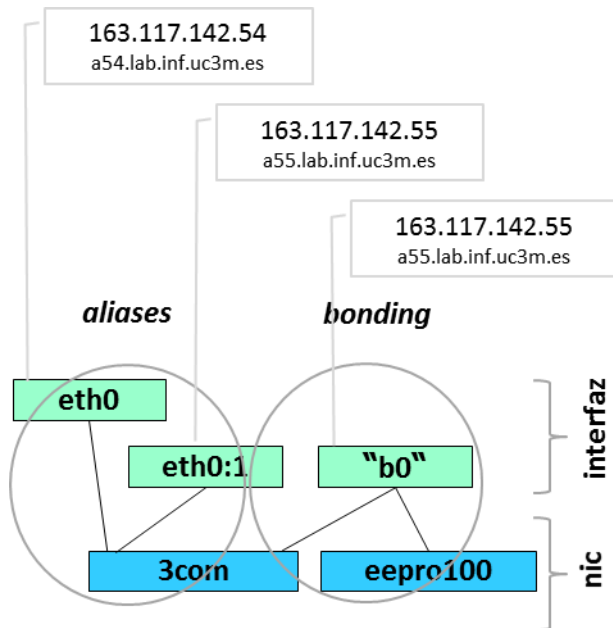 163.117.142.54
a54.lab.inf.uc3m.es
163.117.142.55
a55.lab.inf.uc3m.es
163.117.142.55
a55.lab.inf.uc3m.es
aliases
bonding
eth0
eth0:1
"b0"
interfaz
3com
eepro100
nic